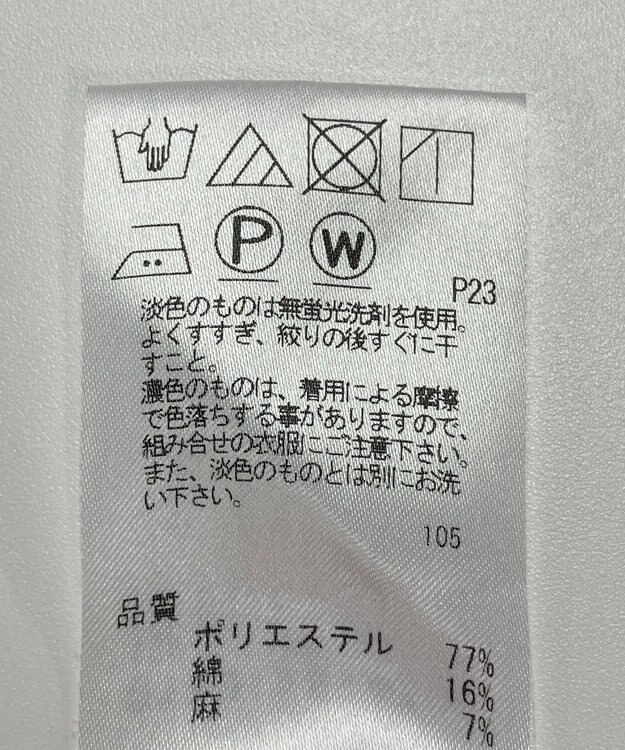 P W
P23
淡色のものは無蛍光洗剤を使用。
よくすすぎ、絞りの後すぐに干
すこと。
濃色のものは、着用による摩擦
で色落ちする事がありますので、
組み合せの衣服にご注意下さい。
また、淡色のものとは別にお洗
い下さい。
105
品質
ポリエステル 77%
綿 16%
麻 7%